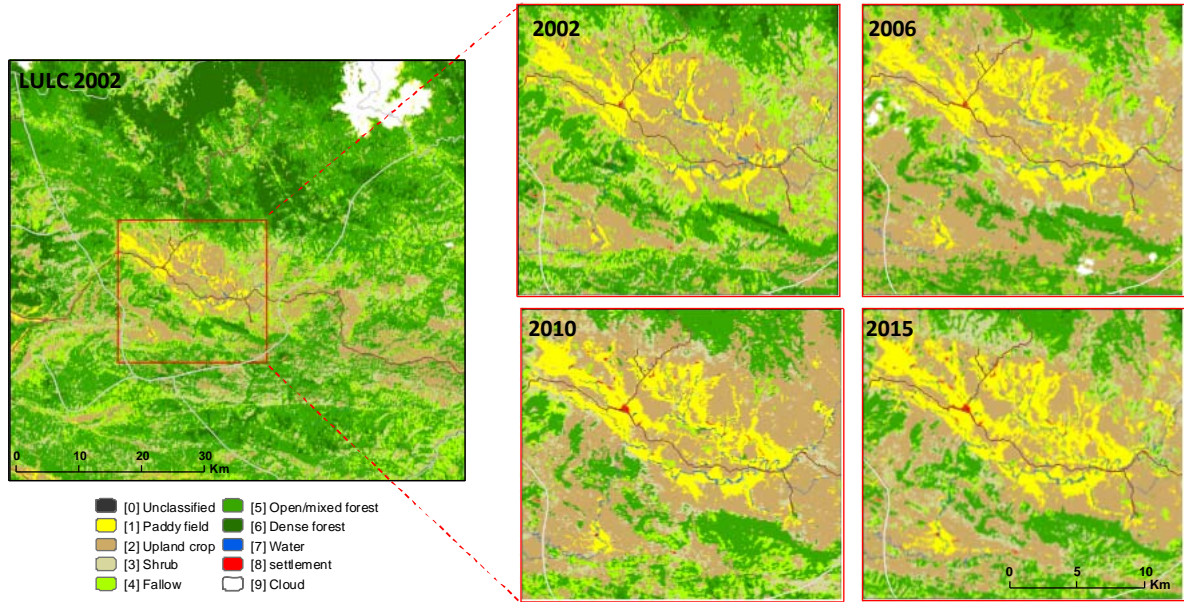 2002
2006
LULC 2002
2010
2015
0 10 20 30
Km
0 5 10
Km
[0] Unclassified
[1] Paddy field
[2] Upland crop
[3] Shrub
[4] Fallow
[5] Open/mixed forest
[6] Dense forest
[7] Water
[8] settlement
[9] Cloud